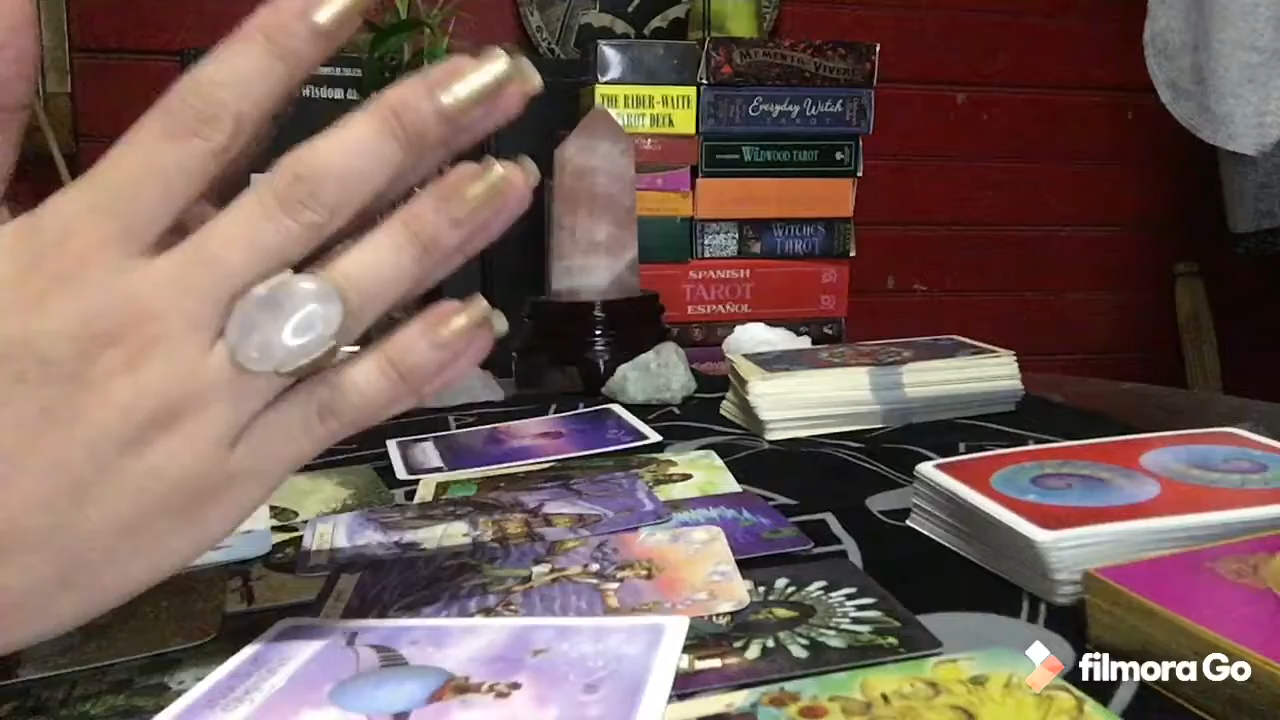 Wisdom
MEMENTO VIVERE
THE RIDER-WAITE
TAROT DECK
Everyday Witch
TAROT
WILDWOOD TAROT
WITCHES
TAROT
SPANISH
TAROT
ESPAÑOL
filmora Go